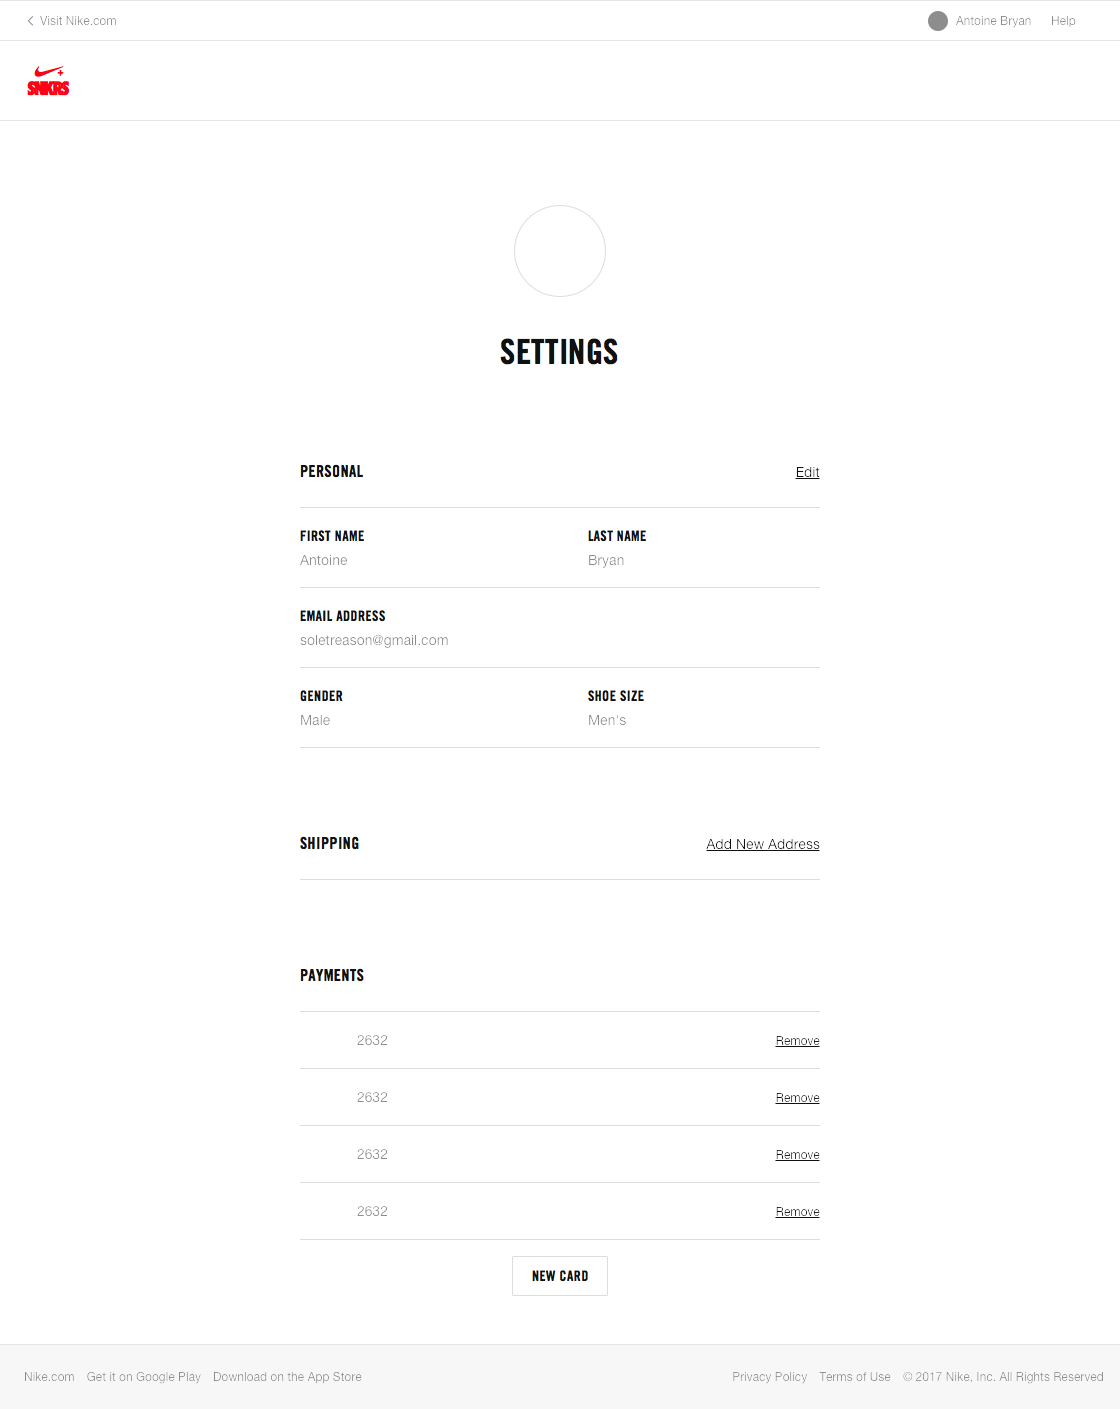 Visit Nike.com
Antoine Bryan Help
SNKRS
SETTINGS
PERSONAL Edit
FIRST NAME LAST NAME
Antoine Bryan
EMAIL ADDRESS
soletreason@gmail.com
GENDER SHOE SIZE
Male Men's
SHIPPING Add New Address
PAYMENTS
2632 Remove
2632 Remove
2632 Remove
2632 Remove
NEW CARD
Nike.com Get it on Google Play Download on the App Store Privacy Policy Terms of Use © 2017 Nike, Inc. All Rights Reserved